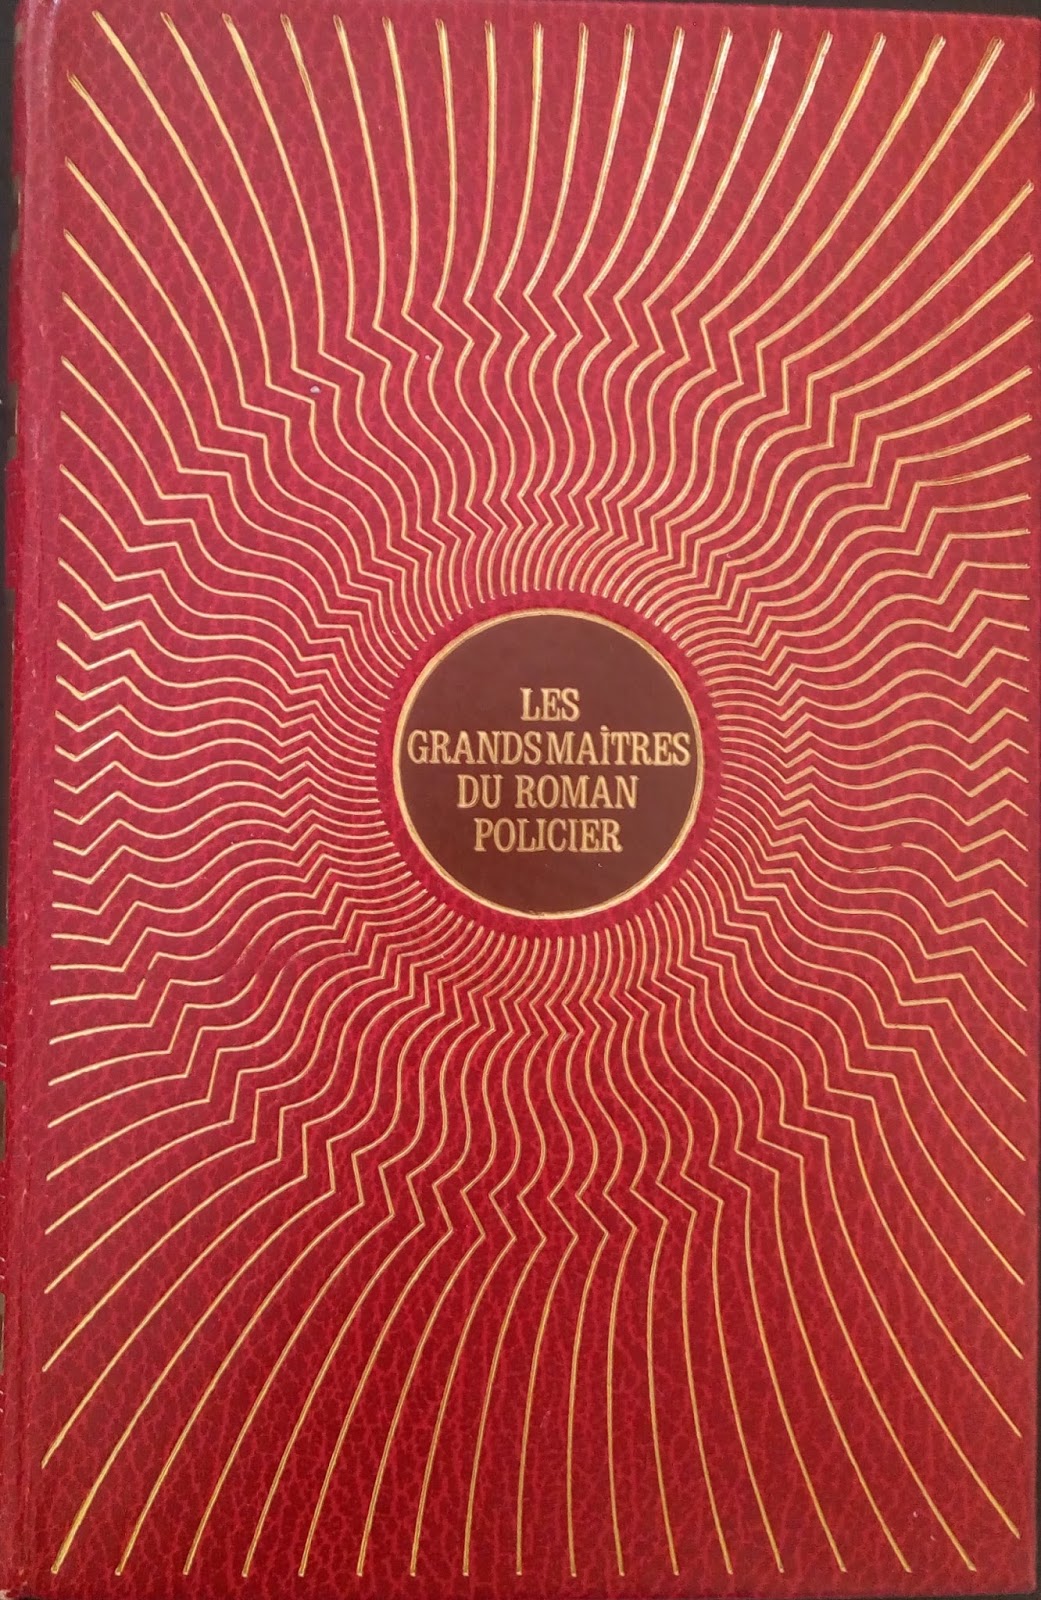 LES
GRANDS MAÎTRES
DU ROMAN
POLICIER